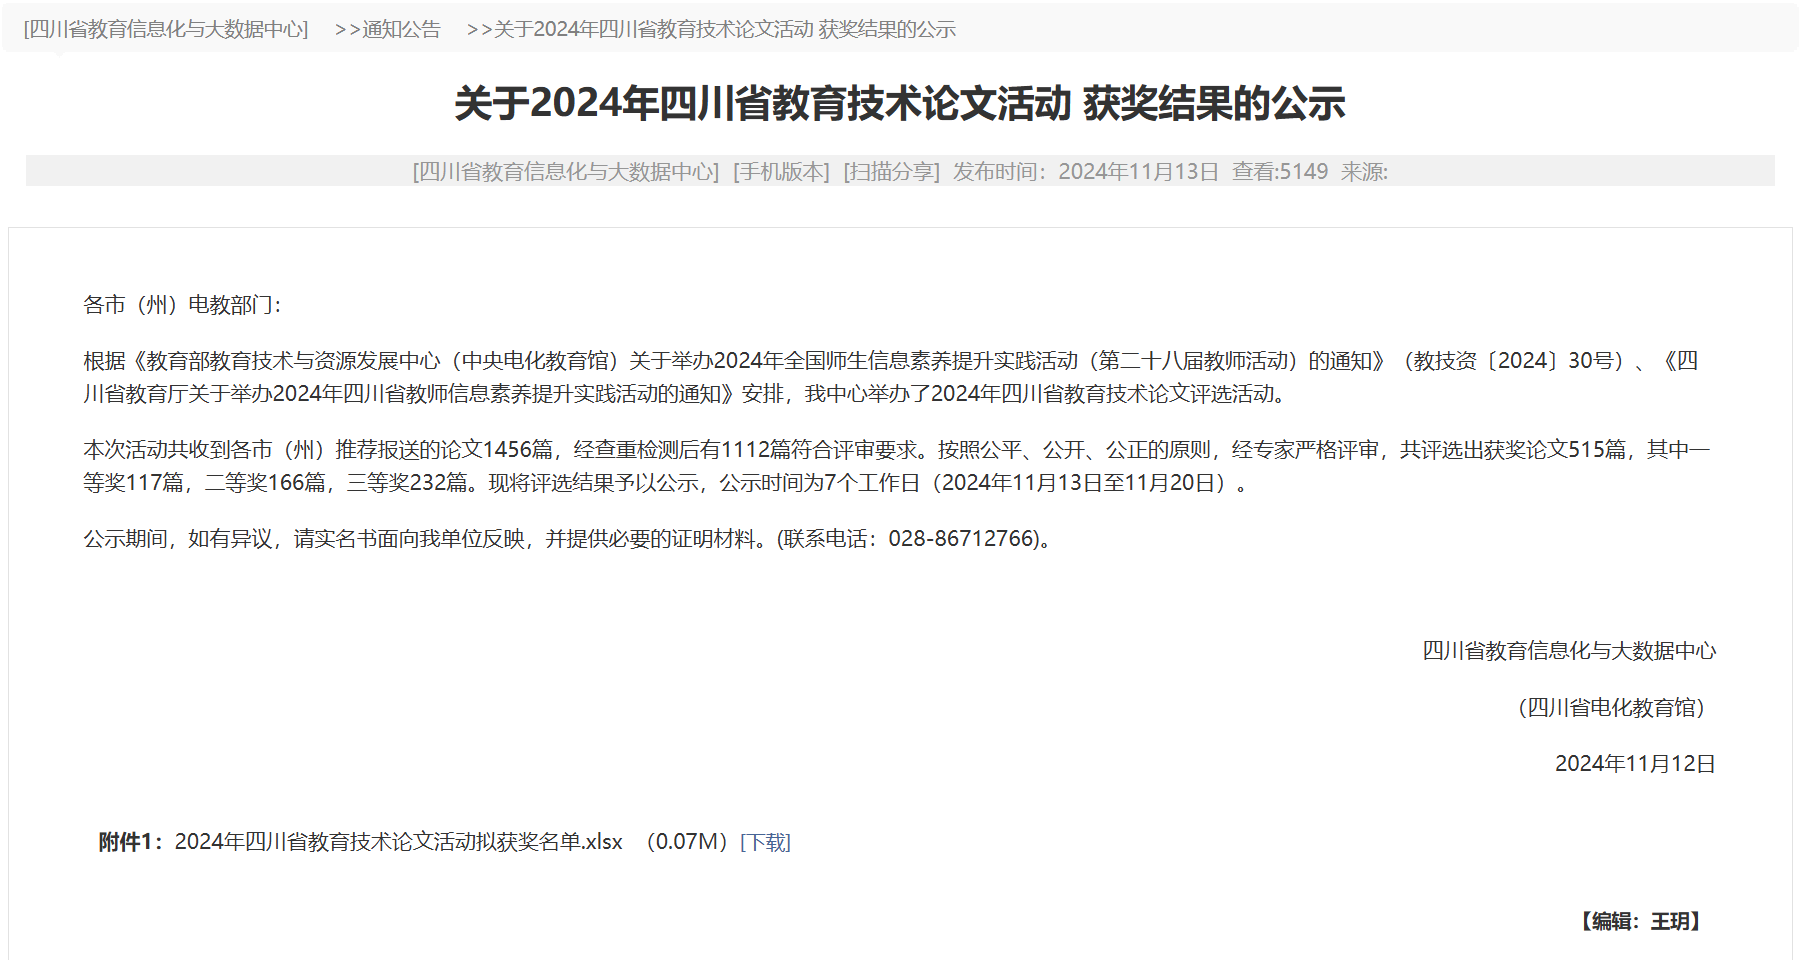 [四川省教育信息化与大数据中心] >>通知公告 >>关于2024年四川省教育技术论文活动 获奖结果的公示
关于2024年四川省教育技术论文活动 获奖结果的公示
[四川省教育信息化与大数据中心] [手机版本] [扫描分享] 发布时间：2024年11月13日 查看:5149 来源:
各市（州）电教部门：
根据《教育部教育技术与资源发展中心（中央电化教育馆）关于举办2024年全国师生信息素养提升实践活动（第二十八届教师活动）的通知》（教技资〔2024〕30号）、《四
川省教育厅关于举办2024年四川省教师信息素养提升实践活动的通知》安排，我中心举办了2024年四川省教育技术论文评选活动。
本次活动共收到各市（州）推荐报送的论文1456篇，经查重检测后有1112篇符合评审要求。按照公平、公开、公正的原则，经专家严格评审，共评选出获奖论文515篇，其中一
等奖117篇，二等奖166篇，三等奖232篇。现将评选结果予以公示，公示时间为7个工作日（2024年11月13日至11月20日）。
公示期间，如有异议，请实名书面向我单位反映，并提供必要的证明材料。(联系电话：028-86712766)。
四川省教育信息化与大数据中心
（四川省电化教育馆）
2024年11月12日
附件1：2024年四川省教育技术论文活动拟获奖名单.xlsx （0.07M）[下载]
【编辑：王玥】